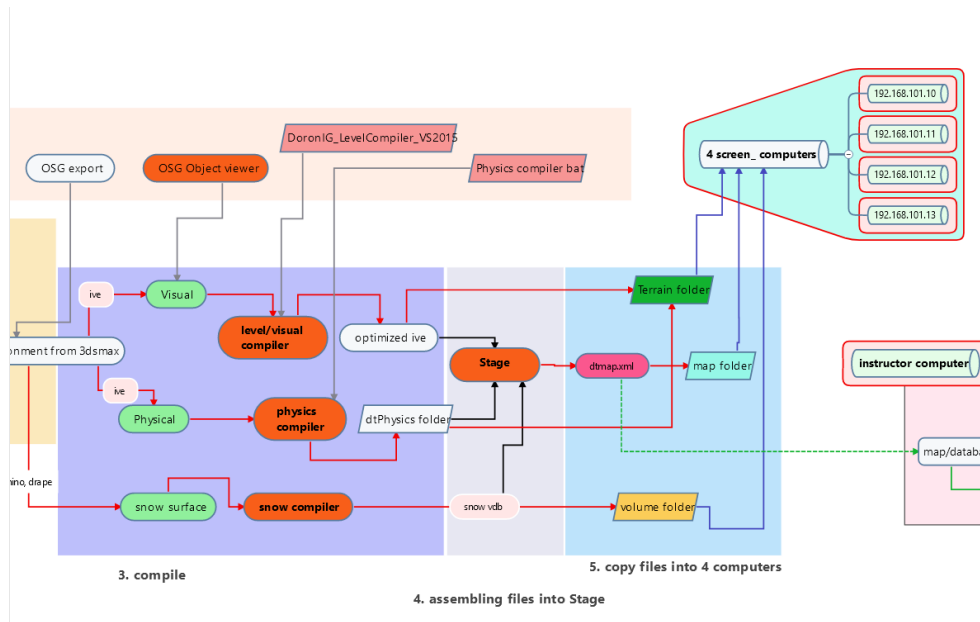 192.168.101.10
DoronIG_LevelCompiler_VS2015
192.168.101.11
4 screen_ computers
OSG export
OSG Object viewer
Physics compiler bat
192.168.101.12
192.168.101.13
ive
Visual
Terrain folder
level/visual
compiler
optimized ive
onment from 3dsmax
Stage
dtmap.xml
map folder
instructor computer
ive
Physical
physics
compiler
dtPhysics folder
map/databa
nino, drape
snow surface
snow compiler
snow vdb
volume folder
3. compile
5. copy files into 4 computers
4. assembling files into Stage